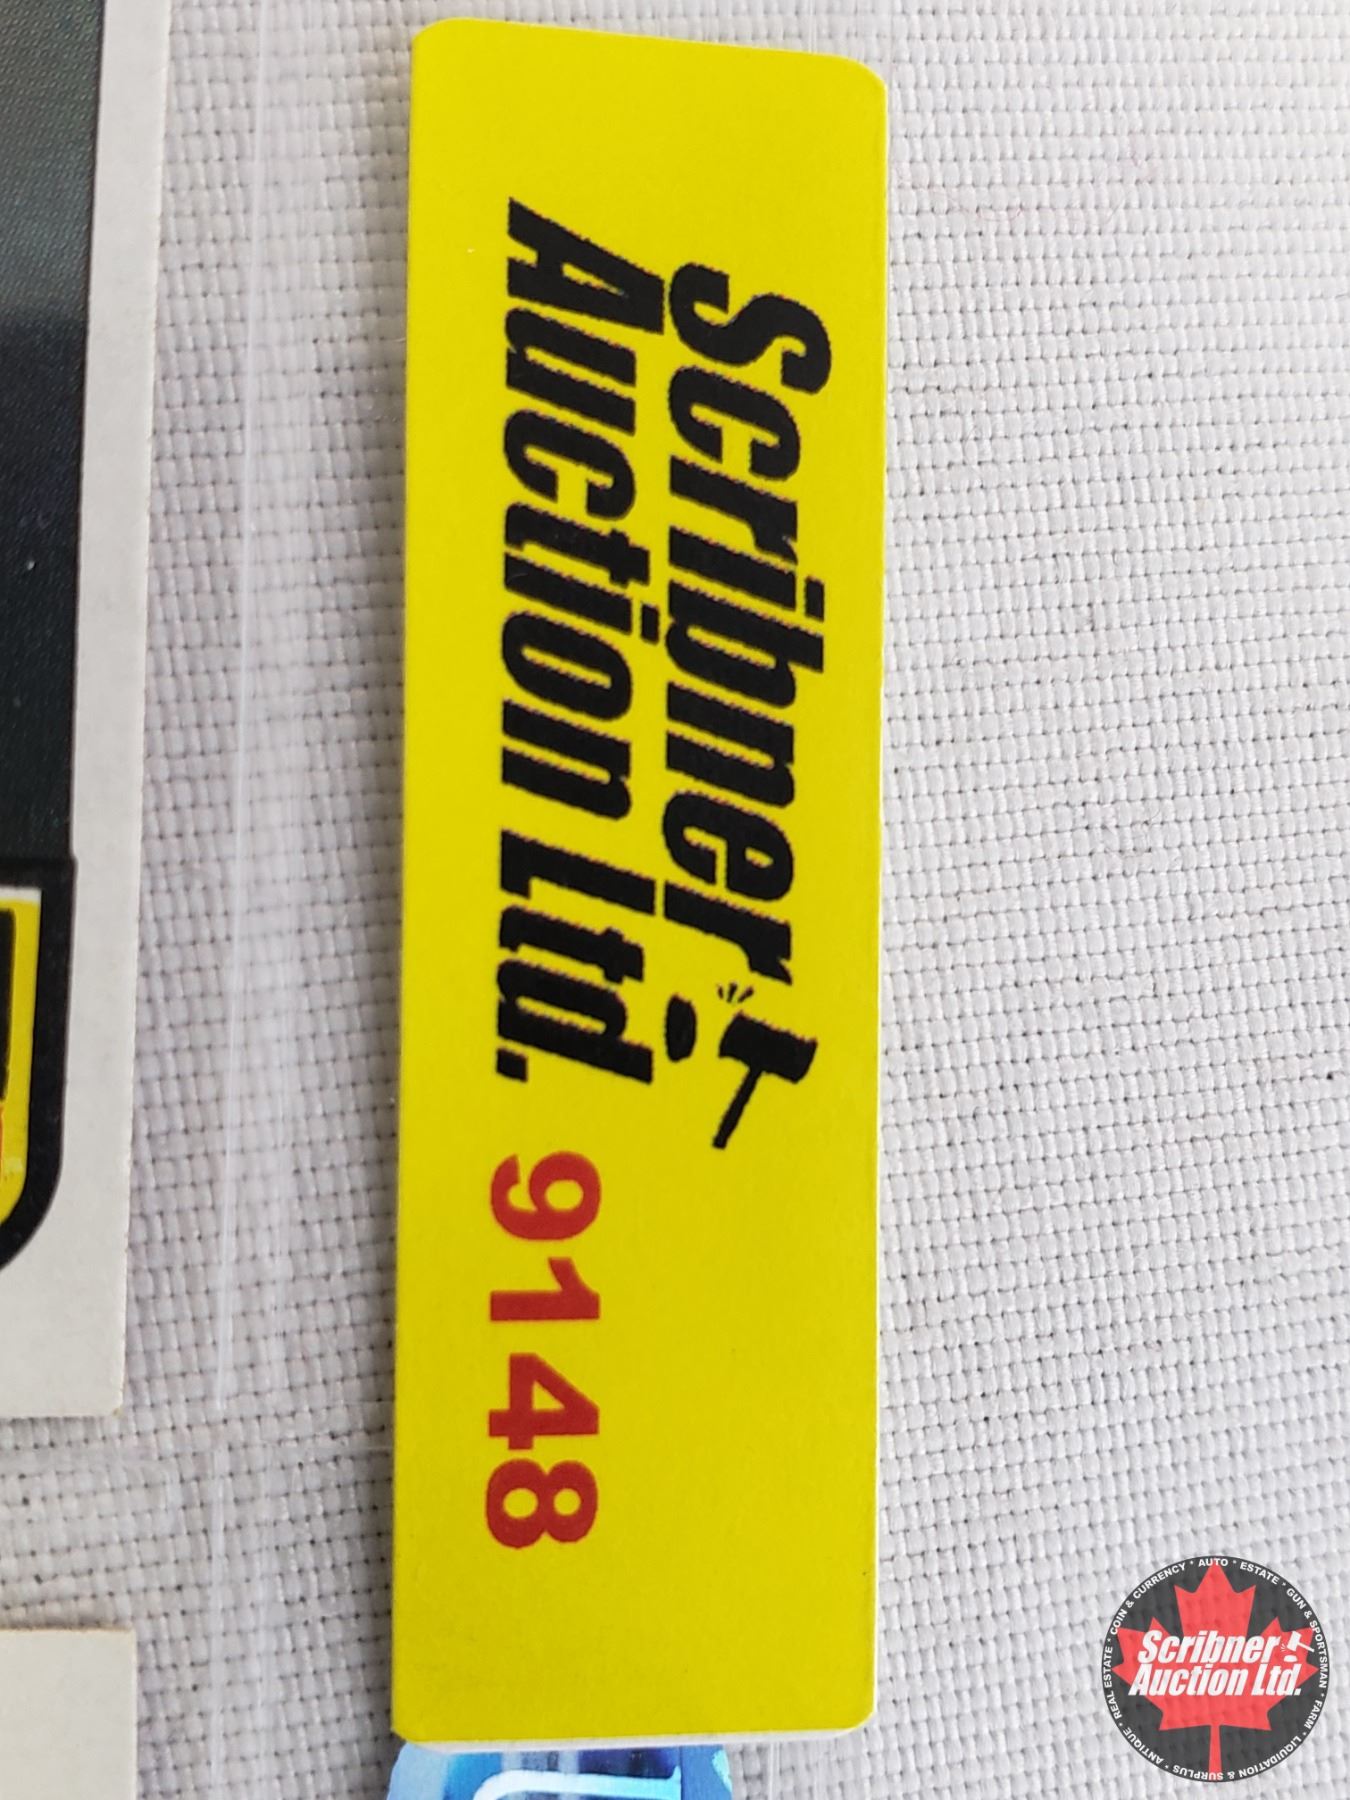 Scribner
Auction Ltd.
9148
COIN & CURRENCY * AUTO * ESTATE * GUN & SPORTSMAN * FARM * LIQUIDATION & SURPLUS * ANTIQUE * REAL ESTATE *
Scribner
Auction Ltd.